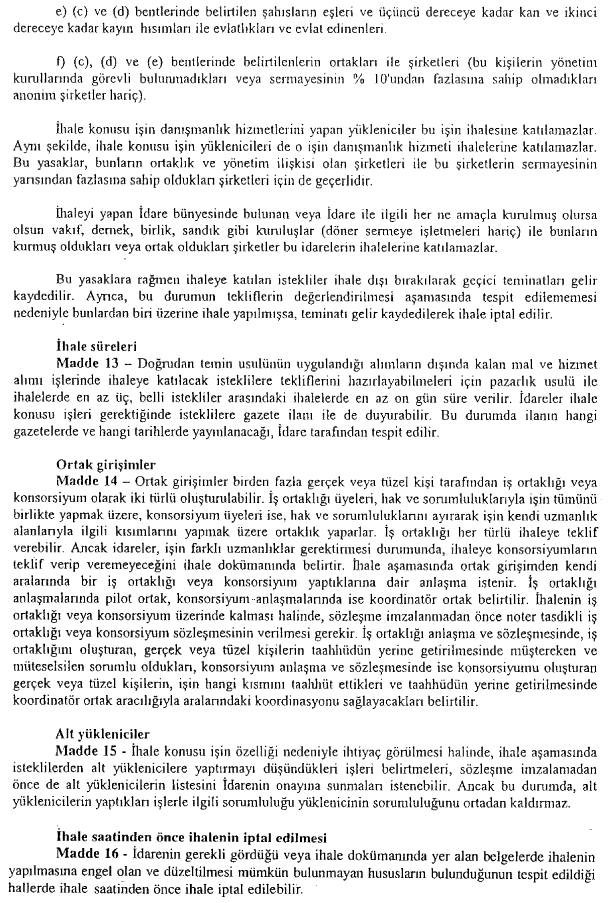 e) (c) ve (d) bentlerinde belirtilen şahısların eşleri ve üçüncü dereceye kadar kan ve ikinci
dereceye kadar kayın hısımları ile evlatlıkları ve evlat edinenleri.
f) (c), (d) ve (e) bentlerinde belirtilenlerin ortakları ile şirketleri (bu kişilerin yönetim
kurullarında görevli bulunmadıkları veya sermayesinin % 10'undan fazlasına sahip olmadıkları
anonim şirketler hariç).
İhale konusu işin danışmanlık hizmetlerini yapan yükleniciler bu işin ihalesine katılamazlar.
Aynı şekilde, ihale konusu işin yüklenicileri de o işin danışmanlık hizmeti ihalelerine katılamazlar.
Bu yasaklar, bunların ortaklık ve yönetim ilişkisi olan şirketleri ile bu şirketlerin sermayesinin
yarısından fazlasına sahip oldukları şirketleri için de geçerlidir.
İhaleyi yapan İdare bünyesinde bulunan veya İdare ile ilgili her ne amaçla kurulmuş olursa
olsun vakıf, dernek, birlik, sandık gibi kuruluşlar (döner sermeye işletmeleri hariç) ile bunların
kurmuş oldukları veya ortak oldukları şirketler bu idarelerin ihalelerine katılamazlar.
Bu yasaklara rağmen ihaleye katılan istekliler ihale dışı bırakılarak geçici teminatları gelir
kaydedilir. Ayrıca, bu durumun tekliflerin değerlendirilmesi aşamasında tespit edilememesi
nedeniyle bunlardan biri üzerine ihale yapılmışsa, teminatı gelir kaydedilerek ihale iptal edilir.
İhale süreleri
Madde 13 – Doğrudan temin usulünün uygulandığı alımların dışında kalan mal ve hizmet
alımı işlerinde ihaleye katılacak isteklilere tekliflerini hazırlayabilmeleri için pazarlık usulü ile
ihalelerde en az üç, belli istekliler arasındaki ihalelerde en az on gün süre verilir. İdareler ihale
konusu işleri gerektiğinde isteklilere gazete ilanı ile de duyurabilir. Bu durumda ilanın hangi
gazetelerde ve hangi tarihlerde yayınlanacağı, İdare tarafından tespit edilir.
Ortak girişimler
Madde 14 – Ortak girişimler birden fazla gerçek veya tüzel kişi tarafından iş ortaklığı veya
konsorsiyum olarak iki türlü oluşturulabilir. İş ortaklığı üyeleri, hak ve sorumluluklarıyla işin tümünü
birlikte yapmak üzere, konsorsiyum üyeleri ise, hak ve sorumluluklarını ayırarak işin kendi uzmanlık
alanlarıyla ilgili kısımlarını yapmak üzere ortaklık yaparlar. İş ortaklığı her türlü ihaleye teklif
verebilir. Ancak idareler, işin farklı uzmanlıklar gerektirmesi durumunda, ihaleye konsorsiyumların
teklif verip veremeyeceğini ihale dokümanında belirtir. İhale aşamasında ortak girişimden kendi
aralarında bir iş ortaklığı veya konsorsiyum yaptıklarına dair anlaşma istenir. İş ortaklığı
anlaşmalarında pilot ortak, konsorsiyum anlaşmalarında ise koordinatör ortak belirtilir. İhalenin iş
ortaklığı veya konsorsiyum üzerinde kalması halinde, sözleşme imzalanmadan önce noter tasdikli iş
ortaklığı veya konsorsiyum sözleşmesinin verilmesi gerekir. İş ortaklığı anlaşma ve sözleşmesinde, iş
ortaklığını oluşturan, gerçek veya tüzel kişilerin taahhüdün yerine getirilmesinde müştereken ve
müteselsilen sorumlu oldukları, konsorsiyum anlaşma ve sözleşmesinde ise konsorsiyumu oluşturan
gerçek veya tüzel kişilerin, işin hangi kısmını taahhüt ettikleri ve taahhüdün yerine getirilmesinde
koordinatör ortak aracılığıyla aralarındaki koordinasyonu sağlayacakları belirtilir.
Alt yükleniciler
Madde 15 - İhale konusu işin özelliği nedeniyle ihtiyaç görülmesi halinde, ihale aşamasında
isteklilerden alt yüklenicilere yaptırmayı düşündükleri işleri belirtmeleri, sözleşme imzalamadan
önce de alt yüklenicilerin listesini İdarenin onayına sunmaları istenebilir. Ancak bu durumda, alt
yüklenicilerin yaptıkları işlerle ilgili sorumluluğu yüklenicinin sorumluluğunu ortadan kaldırmaz.
İhale saatinden önce ihalenin iptal edilmesi
Madde 16 - İdarenin gerekli gördüğü veya ihale dokümanında yer alan belgelerde ihalenin
yapılmasına engel olan ve düzeltilmesi mümkün bulunmayan hususların bulunduğunun tespit edildiği
hallerde ihale saatinden önce ihale iptal edilebilir.